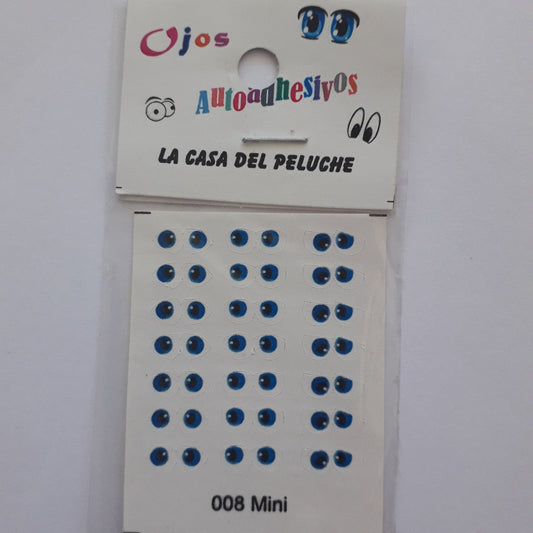 Ojos
Autoadhesivos
LA CASA DEL PELUCHE
008 Mini